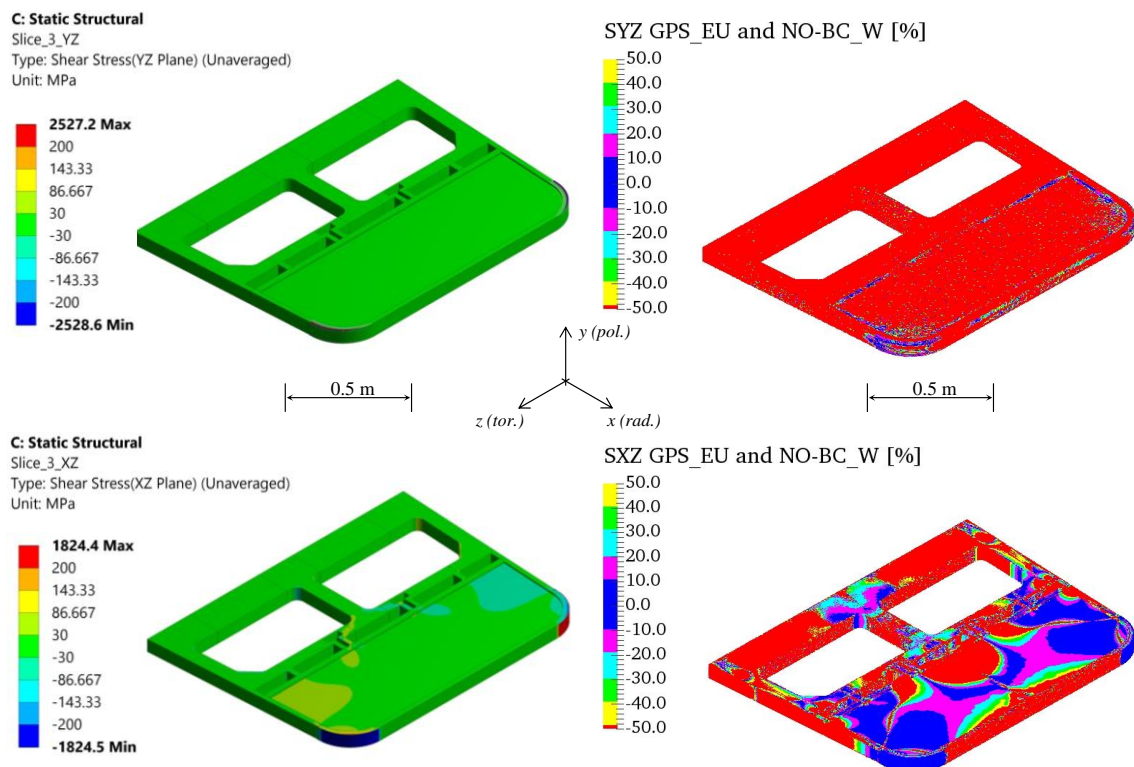 C: Static Structural
Slice_3_YZ
Type: Shear Stress(YZ Plane) (Unaveraged)
Unit: MPa
2527.2 Max
200
143.33
86.667
30
-30
-86.667
-143.33
-200
-2528.6 Min
SYZ GPS_EU and NO-BC_W [%]
50.0
40.0
30.0
20.0
10.0
0.0
-10.0
-20.0
-30.0
-40.0
-50.0
0.5 m
y (pol.)
z (tor.)
x (rad.)
0.5 m
C: Static Structural
Slice_3_XZ
Type: Shear Stress(XZ Plane) (Unaveraged)
Unit: MPa
1824.4 Max
200
143.33
86.667
30
-30
-86.667
-143.33
-200
-1824.5 Min
SXZ GPS_EU and NO-BC_W [%]
50.0
40.0
30.0
20.0
10.0
0.0
-10.0
-20.0
-30.0
-40.0
-50.0